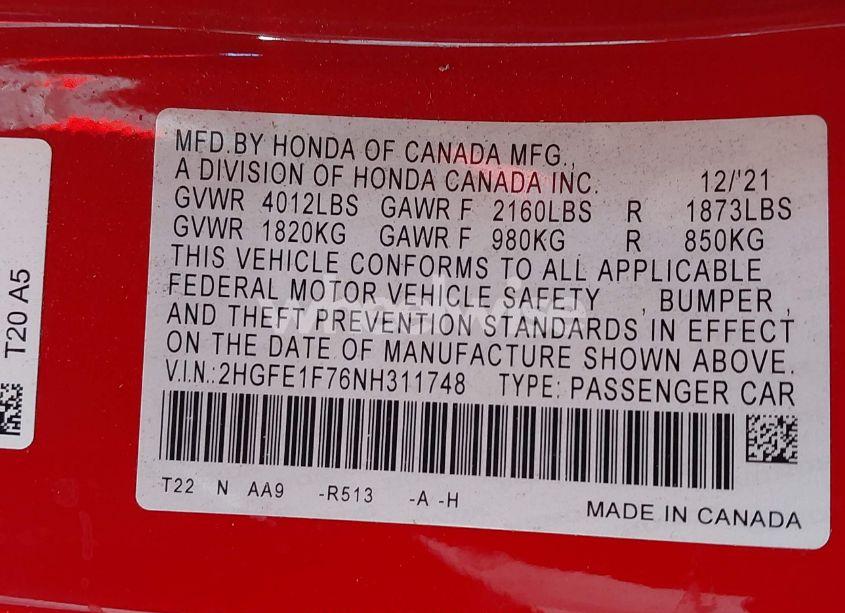 MFD.BY HONDA OF CANADA MFG.,
A DIVISION OF HONDA CANADA INC. 12/'21
GVWR 4012LBS GAWR F 2160LBS R 1873LBS
GVWR 1820KG GAWR F 980KG R 850KG
THIS VEHICLE CONFORMS TO ALL APPLICABLE
FEDERAL MOTOR VEHICLE SAFETY , BUMPER ,
AND THEFT PREVENTION STANDARDS IN EFFECT
ON THE DATE OF MANUFACTURE SHOWN ABOVE.
V.I.N.:2HGFE1F76NH311748 TYPE: PASSENGER CAR
T22 N AA9 -R513 -A -H
MADE IN CANADA
T20 A5